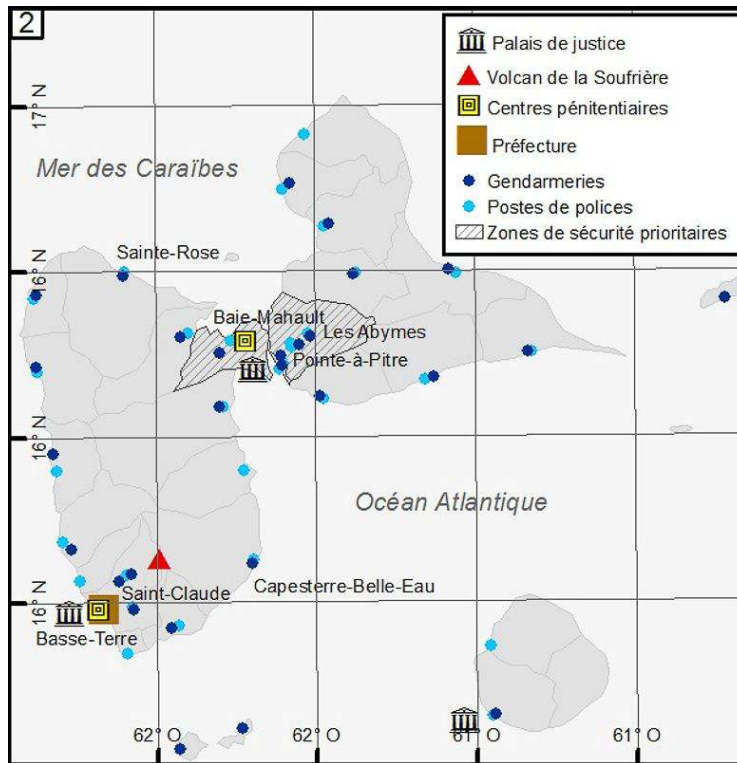 2
Palais de justice
Volcan de la Soufrière
Centres pénitentiaires
Préfecture
Gendarmeries
Postes de polices
Zones de sécurité prioritaires
17° N
Mer des Caraïbes
Sainte-Rose
16° N
Baie-Mahault
Les Abymes
Pointe-à-Pitre
16° N
Océan Atlantique
Capesterre-Belle-Eau
Saint-Claude
16° N
Basse-Terre
62° O
62° O
61° O
61° O